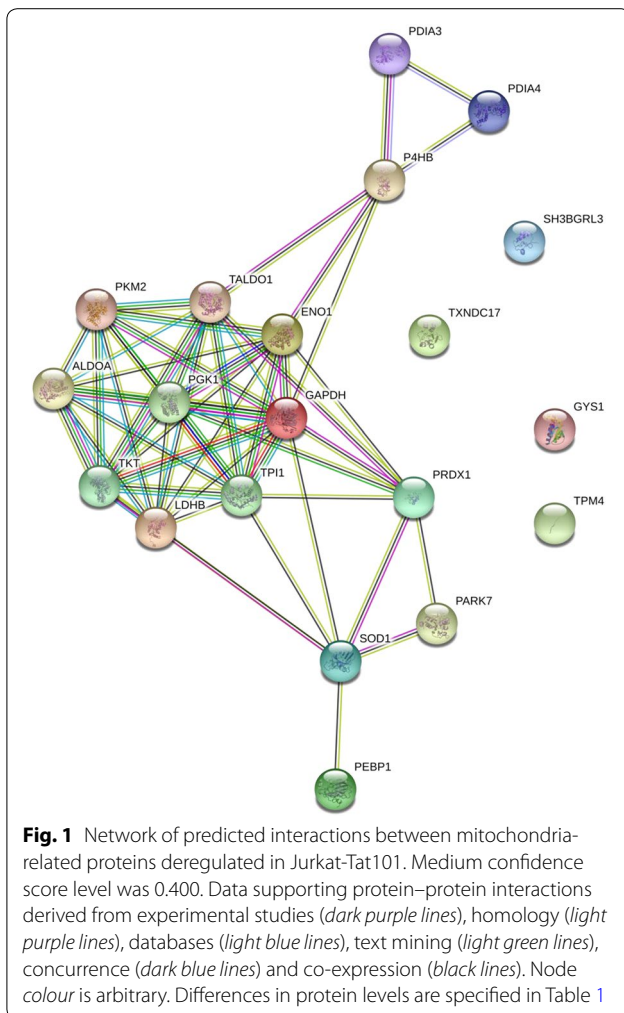 PDIA3
PDIA4
P4HB
SH3BGRL3
TALDO1
PKM2
ENO1
TXNDC17
ALDOA
PGK1
GAPDH
GYS1
TKT
TPI1
PRDX1
LDHB
TPM4
PARK7
SOD1
PEBP1
Fig. 1 Network of predicted interactions between mitochondria-
related proteins deregulated in Jurkat-Tat101. Medium confidence
score level was 0.400. Data supporting protein–protein interactions
derived from experimental studies (dark purple lines), homology (light
purple lines), databases (light blue lines), text mining (light green lines),
concurrence (dark blue lines) and co-expression (black lines). Node
colour is arbitrary. Differences in protein levels are specified in Table 1